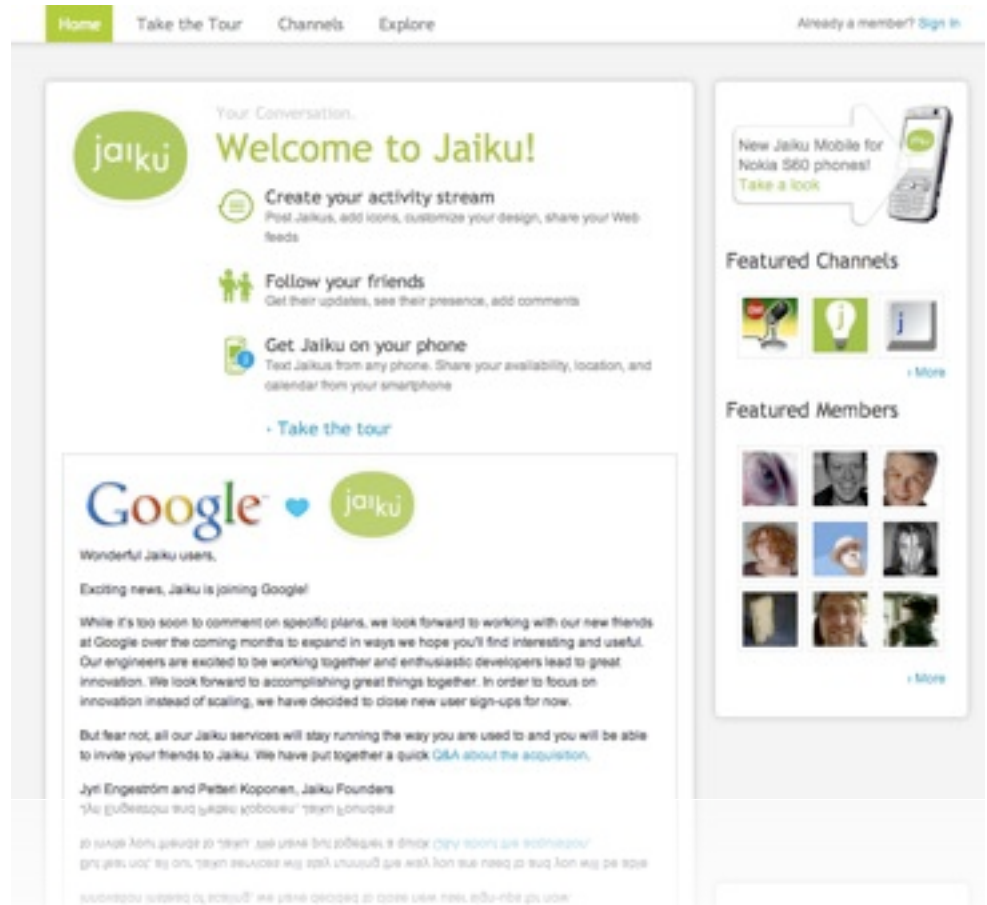 Home Take the Tour Channels Explore Already a member? Sign In
jaiku
Your Conversation.
Welcome to Jaiku!
Create your activity stream
Post Jaikus, add icons, customize your design, share your Web
feeds
Follow your friends
Get their updates, see their presence, add comments
Get Jaiku on your phone
Text Jaikus from any phone. Share your availability, location, and
calendar from your smartphone
› Take the tour
Google™ jaiku
Wonderful Jaiku users,
Exciting news, Jaiku is joining Google!
While it's too soon to comment on specific plans, we look forward to working with our new friends
at Google over the coming months to expand in ways we hope you'll find interesting and useful.
Our engineers are excited to be working together and enthusiastic developers lead to great
innovation. We look forward to accomplishing great things together. In order to focus on
innovation instead of scaling, we have decided to close new user sign-ups for now.
But fear not, all our Jaiku services will stay running the way you are used to and you will be able
to invite your friends to Jaiku. We have put together a quick Q&A about the acquisition.
Jyri Engeström and Petteri Koponen, Jaiku Founders
New Jaiku Mobile for
Nokia S60 phones!
Take a look
Featured Channels
j
j
› More
Featured Members
› More